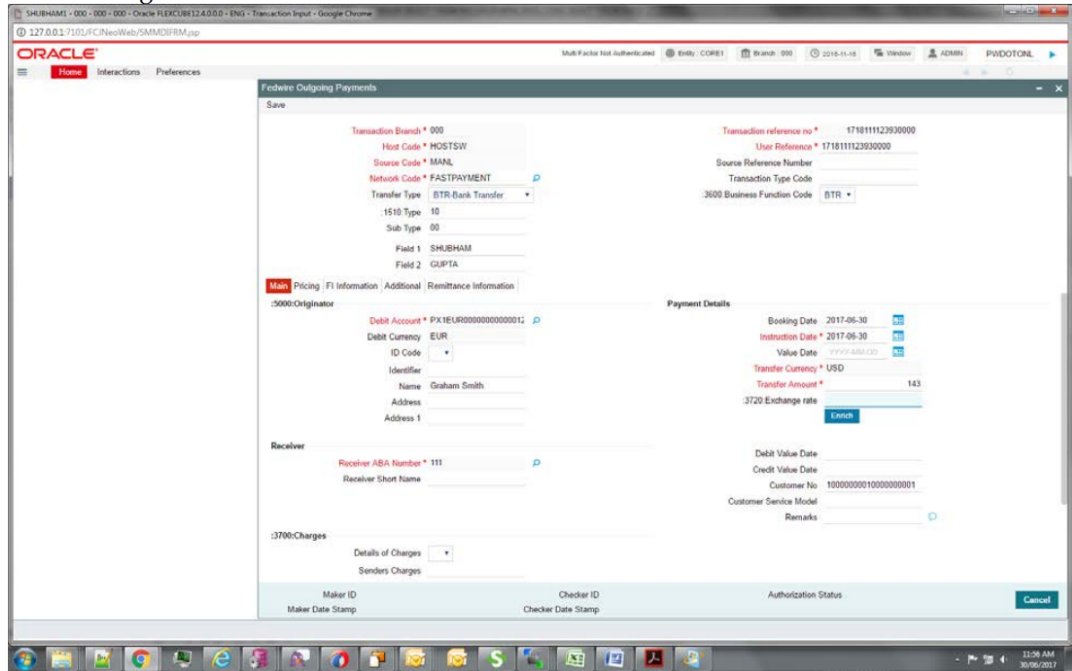 SHUBHAM1 - 000 - 000 - 000 - Oracle FLEXCUBE12.4.0.0.0 - ENG - Transaction Input - Google Chrome
127.0.0.1:7101/FCJNeoWeb/SMMDIFRM.jsp
ORACLE Multi Factor Not Authenticated Entity : CORE1 Branch : 000 2016-11-16 Window ADMIN PWDOTONL
Home Interactions Preferences
Fedwire Outgoing Payments
Save
Transaction Branch * 000 Transaction reference no * 1718111123930000
Host Code * HOSTSW User Reference * 1718111123930000
Source Code * MANL Source Reference Number
Network Code * FASTPAYMENT Transaction Type Code
Transfer Type BTR-Bank Transfer :3600:Business Function Code BTR
:1510:Type 10
Sub Type 00
Field 1 SHUBHAM
Field 2 GUPTA
Main Pricing FI Information Additional Remittance Information
:5000:Originator Payment Details
Debit Account * Booking Date 2017-06-30
Debit Currency EUR Instruction Date * 2017-06-30
ID Code Value Date YYYY-MM-DD
Identifier Transfer Currency * USD
Name Graham Smith Transfer Amount * 143
Address :3720:Exchange rate
Address 1 Enrich
Receiver Debit Value Date
Receiver ABA Number * 111 Credit Value Date
Receiver Short Name Customer No
Customer Service Model
Remarks
:3700:Charges
Details of Charges
Senders Charges
Maker ID Checker ID Authorization Status
Maker Date Stamp Checker Date Stamp Cancel
11:56 AM
30/06/2017